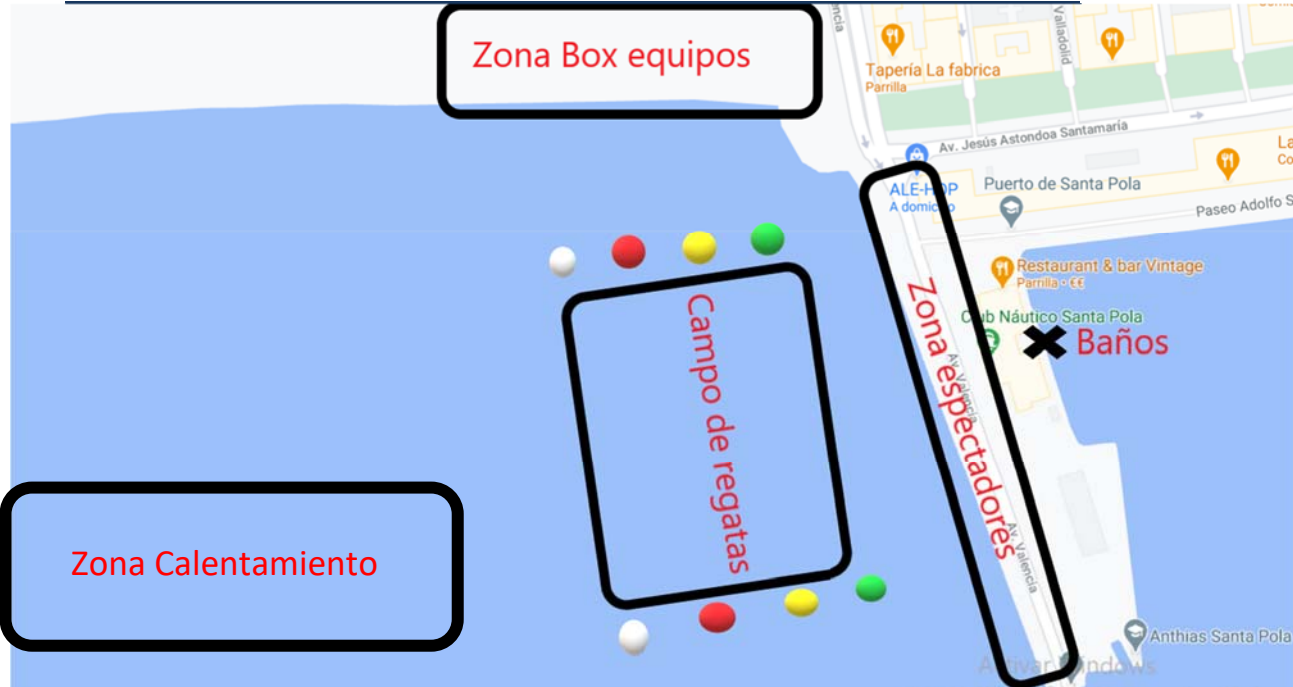 Zona Box equipos
Tapería La fabrica
Parrilla
Valladolid
Av. Jesús Astondoa Santamaría
ALE-HOP
A domicilio
Puerto de Santa Pola
Paseo Adolfo S
La
Co
Restaurant & bar Vintage
Parrilla • €€
Club Náutico Santa Pola
Baños
Zona espectadores
Av. Valencia
Av. Valencia
Campo de regatas
Zona Calentamiento
Anthias Santa Pola
Activar Windows